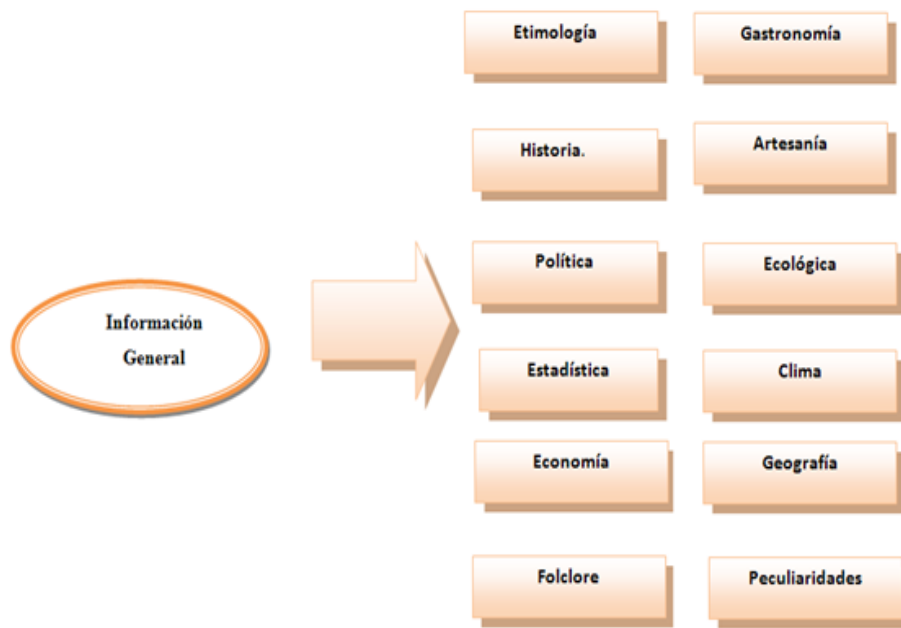 Información
General
Etimología
Gastronomía
Historia.
Artesanía
Política
Ecológica
Estadística
Clima
Economía
Geografía
Folclore
Peculiaridades